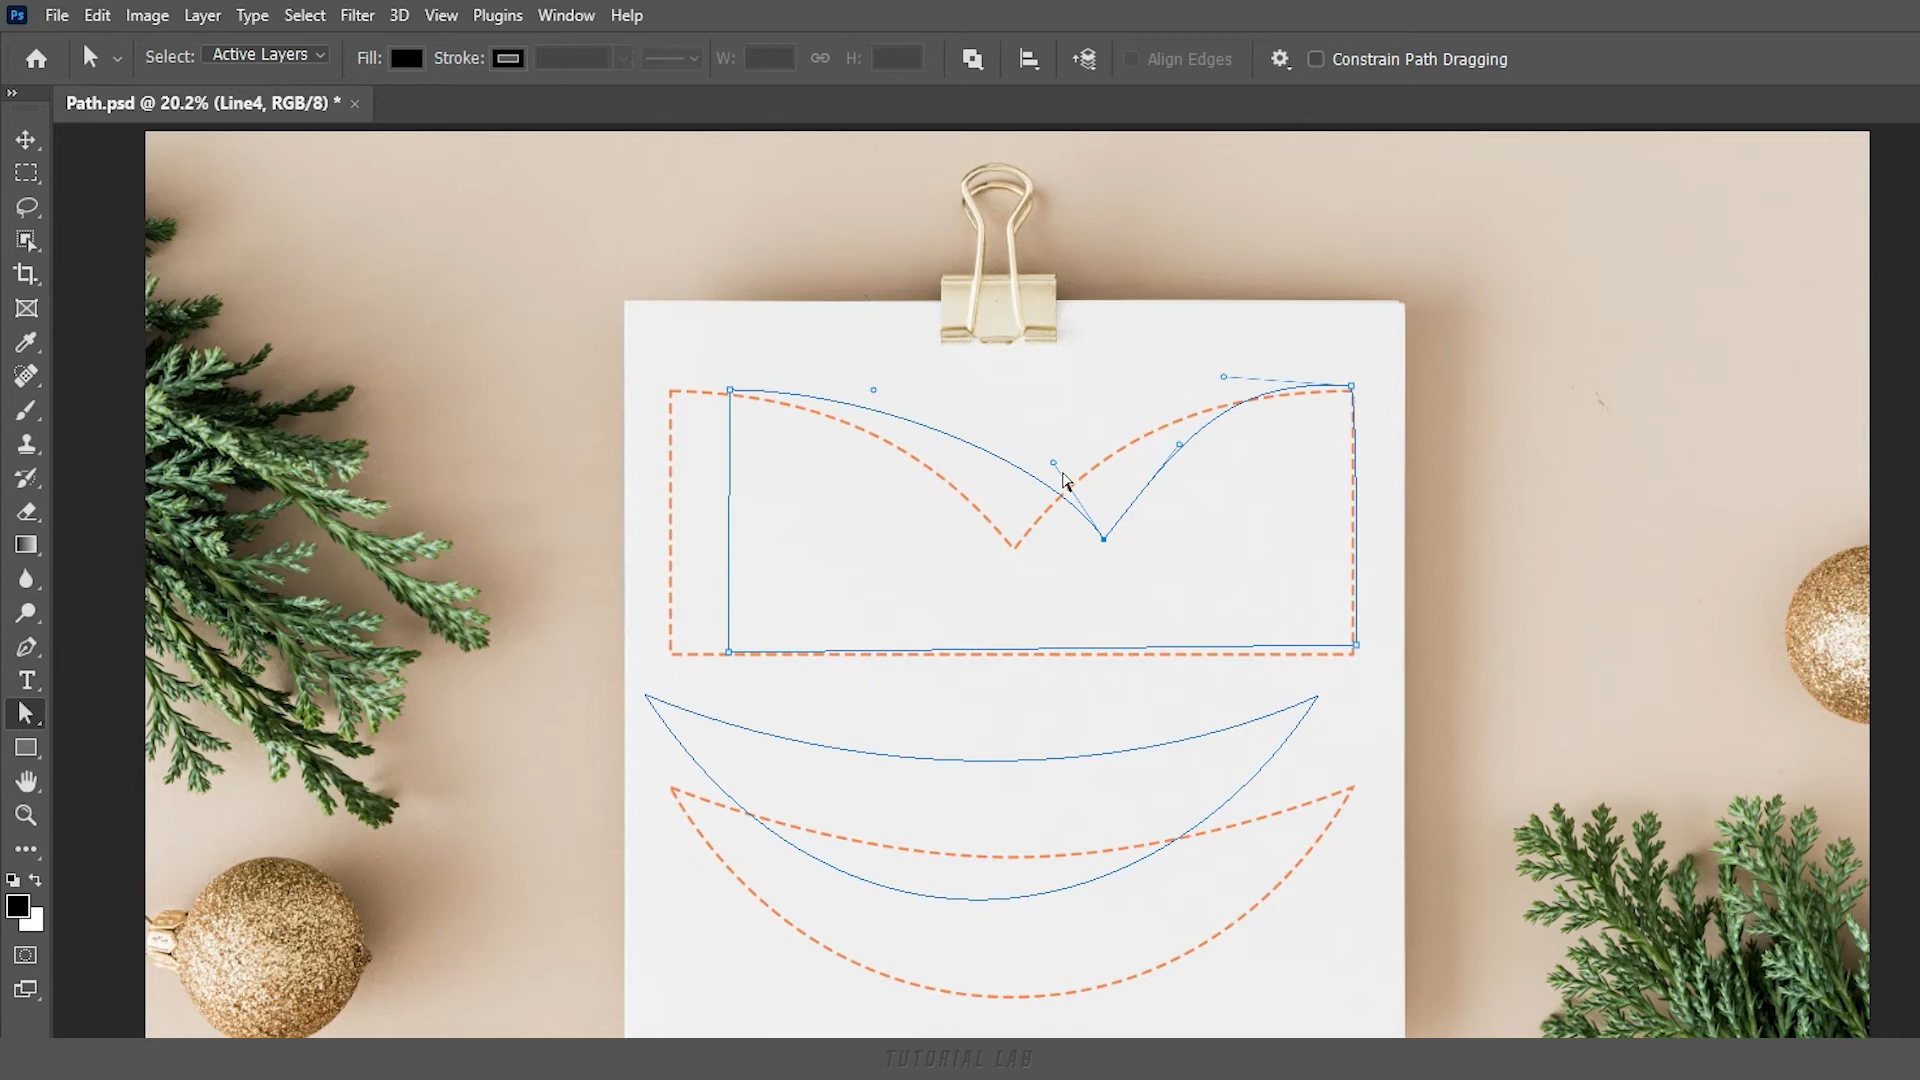 Ps File Edit Image Layer Type Select Filter 3D View Plugins Window Help
Select: Active Layers Fill: Stroke: W: H: Align Edges Constrain Path Dragging
Path.psd @ 20.2% (Line4, RGB/8) *
TUTORIAL LAB